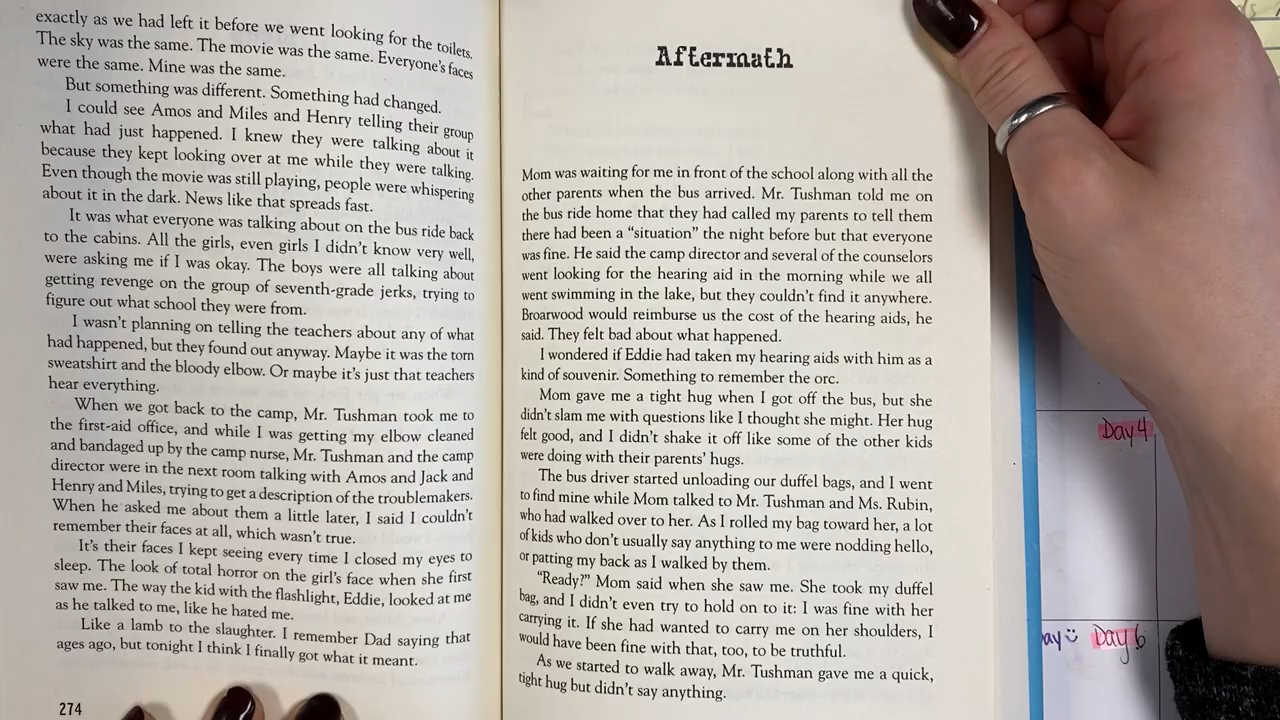 exactly as we had left it before we went looking for the toilets.
The sky was the same. The movie was the same. Everyone's faces
were the same. Mine was the same.
But something was different. Something had changed.
I could see Amos and Miles and Henry telling their group
what had just happened. I knew they were talking about it
because they kept looking over at me while they were talking.
Even though the movie was still playing, people were whispering
about it in the dark. News like that spreads fast.
It was what everyone was talking about on the bus ride back
to the cabins. All the girls, even girls I didn't know very well,
were asking me if I was okay. The boys were all talking about
getting revenge on the group of seventh-grade jerks, trying to
figure out what school they were from.
I wasn't planning on telling the teachers about any of what
had happened, but they found out anyway. Maybe it was the torn
sweatshirt and the bloody elbow. Or maybe it's just that teachers
hear everything.
When we got back to the camp, Mr. Tushman took me to
the first-aid office, and while I was getting my elbow cleaned
and bandaged up by the camp nurse, Mr. Tushman and the camp
director were in the next room talking with Amos and Jack and
Henry and Miles, trying to get a description of the troublemakers.
When he asked me about them a little later, I said I couldn't
remember their faces at all, which wasn't true.
It's their faces I kept seeing every time I closed my eyes to
sleep. The look of total horror on the girl's face when she first
saw me. The way the kid with the flashlight, Eddie, looked at me
as he talked to me, like he hated me.
Like a lamb to the slaughter. I remember Dad saying that
ages ago, but tonight I think I finally got what it meant.
274
Aftermath
Mom was waiting for me in front of the school along with all the
other parents when the bus arrived. Mr. Tushman told me on
the bus ride home that they had called my parents to tell them
there had been a “situation” the night before but that everyone
was fine. He said the camp director and several of the counselors
went looking for the hearing aid in the morning while we all
went swimming in the lake, but they couldn't find it anywhere.
Broarwood would reimburse us the cost of the hearing aids, he
said. They felt bad about what happened.
I wondered if Eddie had taken my hearing aids with him as a
kind of souvenir. Something to remember the orc.
Mom gave me a tight hug when I got off the bus, but she
didn't slam me with questions like I thought she might. Her hug
felt good, and I didn't shake it off like some of the other kids
were doing with their parents' hugs.
The bus driver started unloading our duffel bags, and I went
to find mine while Mom talked to Mr. Tushman and Ms. Rubin,
who had walked over to her. As I rolled my bag toward her, a lot
of kids who don't usually say anything to me were nodding hello,
or patting my back as I walked by them.
“Ready?” Mom said when she saw me. She took my duffel
bag, and I didn't even try to hold on to it: I was fine with her
carrying it. If she had wanted to carry me on her shoulders, I
would have been fine with that, too, to be truthful.
As we started to walk away, Mr. Tushman gave me a quick,
tight hug but didn't say anything.
Day 4
ay Day 6